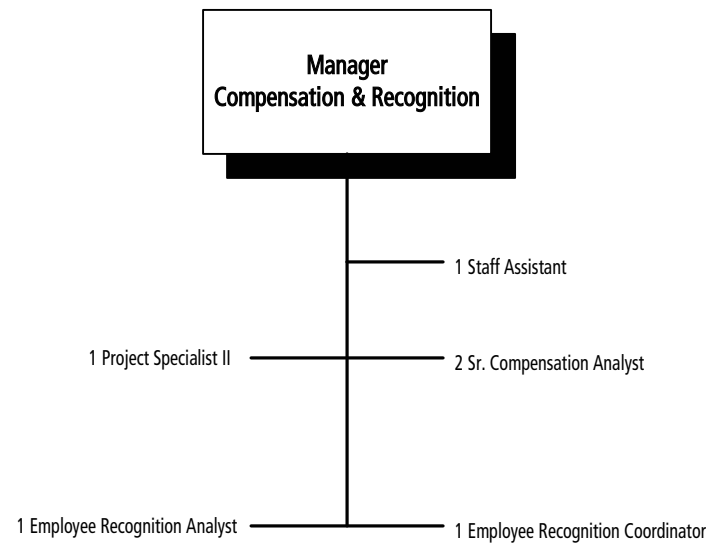 Manager
Compensation & Recognition
1 Staff Assistant
1 Project Specialist II
2 Sr. Compensation Analyst
1 Employee Recognition Analyst
1 Employee Recognition Coordinator